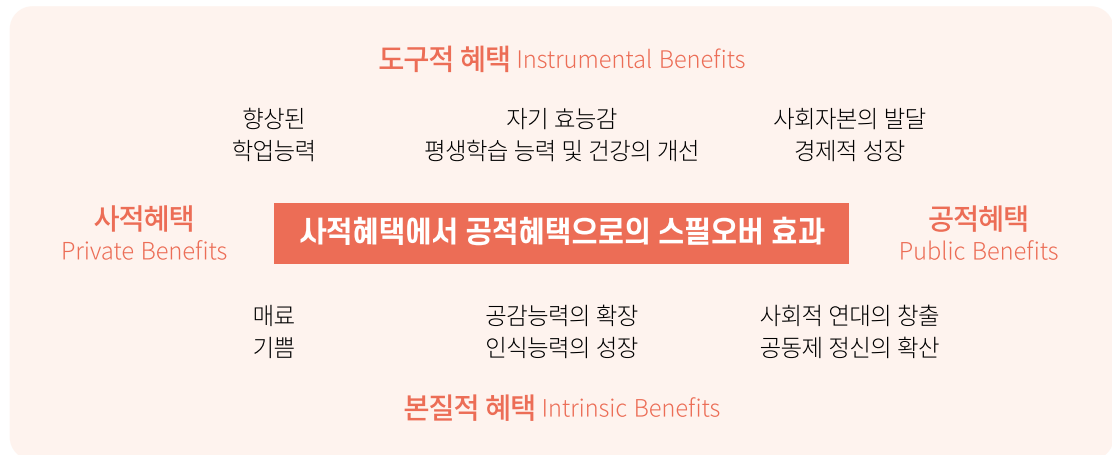 도구적 혜택 Instrumental Benefits
향상된
학업능력
자기 효능감
평생학습 능력 및 건강의 개선
사회자본의 발달
경제적 성장
사적혜택
Private Benefits
사적혜택에서 공적혜택으로의 스필오버 효과
공적혜택
Public Benefits
매료
기쁨
공감능력의 확장
인식능력의 성장
사회적 연대의 창출
공동제 정신의 확산
본질적 혜택 Intrinsic Benefits